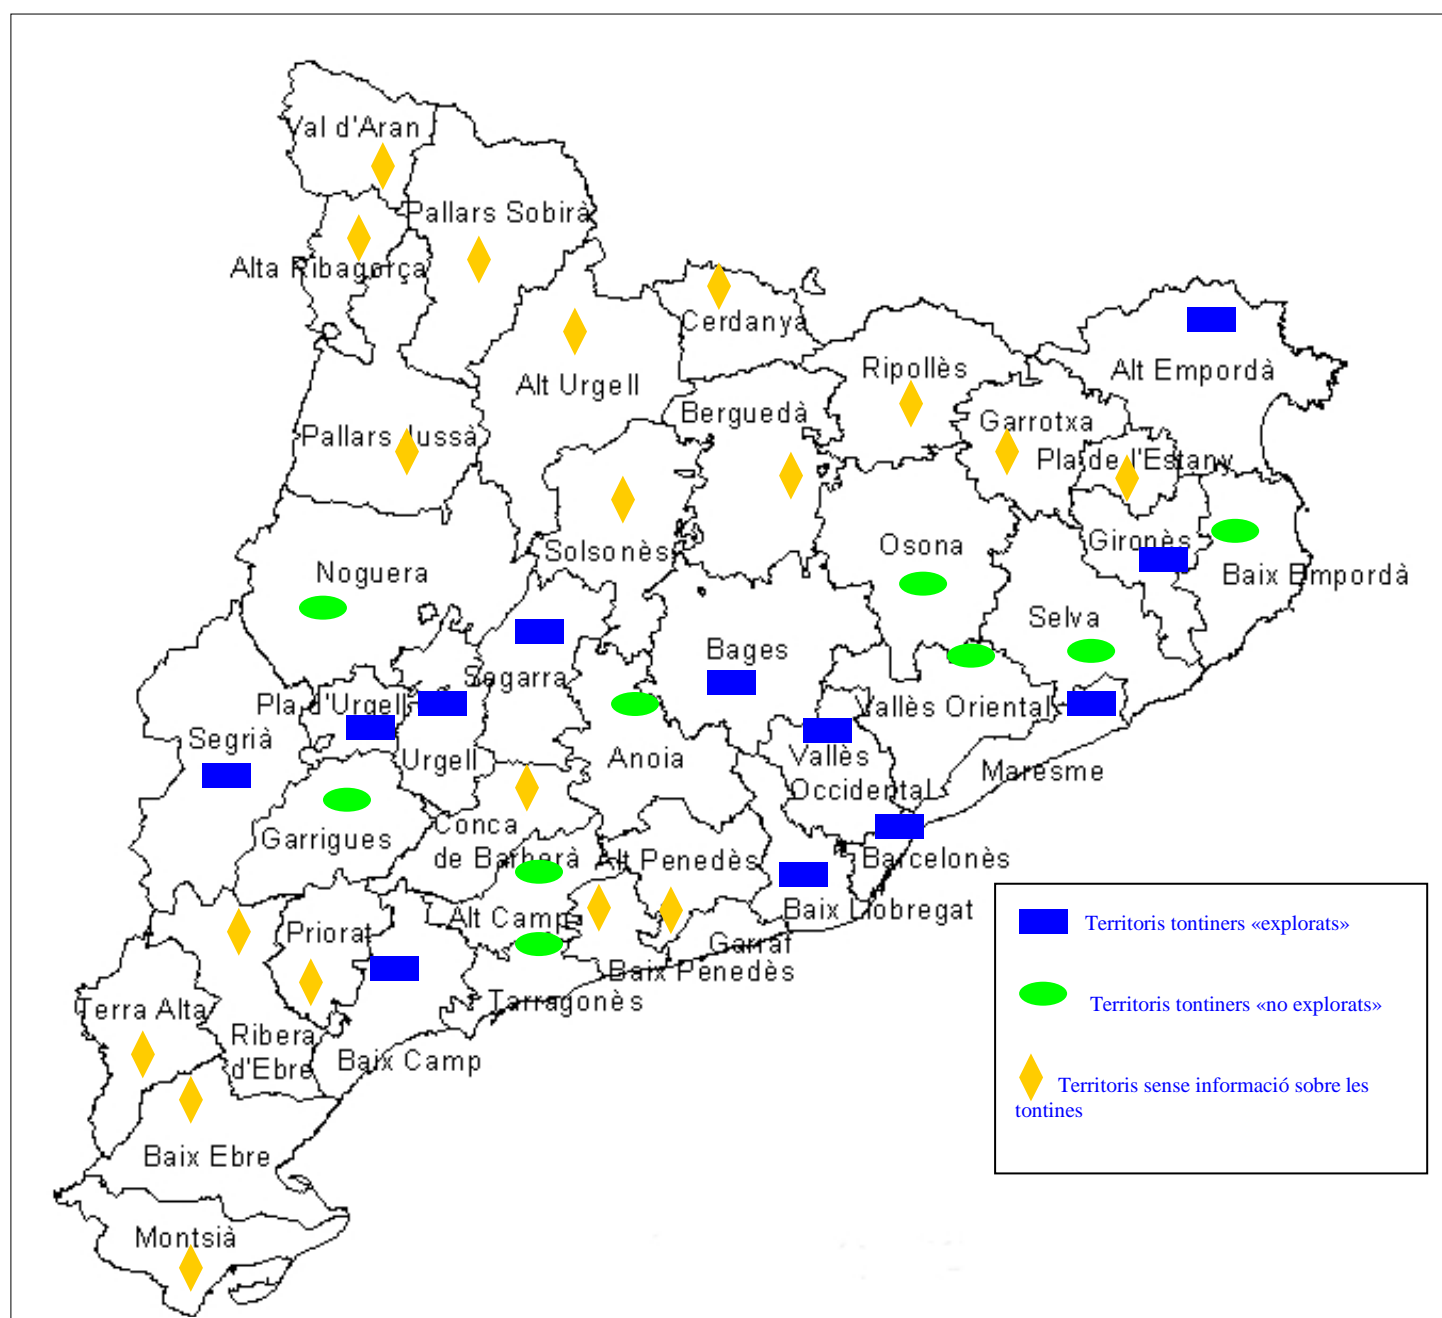 Val d'Aran
Pallars Sobirà
Alta Ribagorça
Cerdanya
Alt Urgell
Ripollès
Alt Empordà
Berguedà
Garrotxa
Pallars Jussà
Pla de l'Estany
Solsonès
Osona
Gironès
Noguera
Baix Empordà
Selva
Bages
Segarra
Pla d'Urgell
Vallès Oriental
Segrià
Urgell
Anoia
Vallès
Occidental
Maresme
Garrigues
Conca
de Barberà
Alt Penedès
Barcelonès
Alt Camp
Baix Llobregat
Priorat
Garraf
Baix Penedès
Tarragonès
Terra Alta
Ribera
d'Ebre
Baix Camp
Baix Ebre
Montsià
Territoris tontiners «explorats»
Territoris tontiners «no explorats»
Territoris sense informació sobre les
tontines